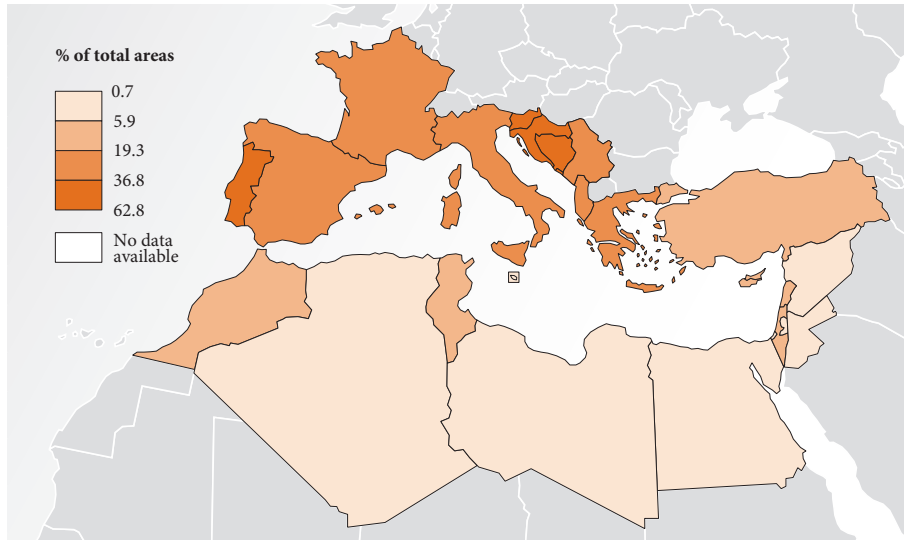 % of total areas
0.7
5.9
19.3
36.8
62.8
No data
available